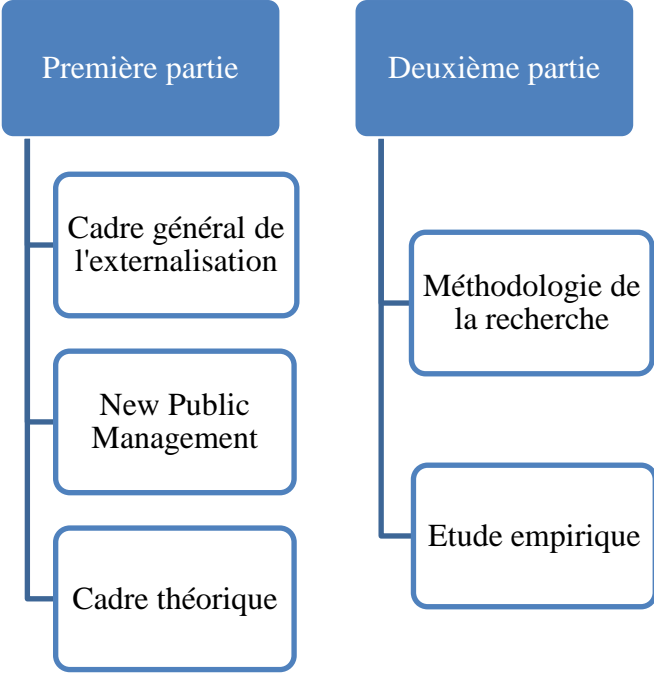 Première partie
Cadre général de
l'externalisation
New Public
Management
Cadre théorique
Deuxième partie
Méthodologie de
la recherche
Etude empirique